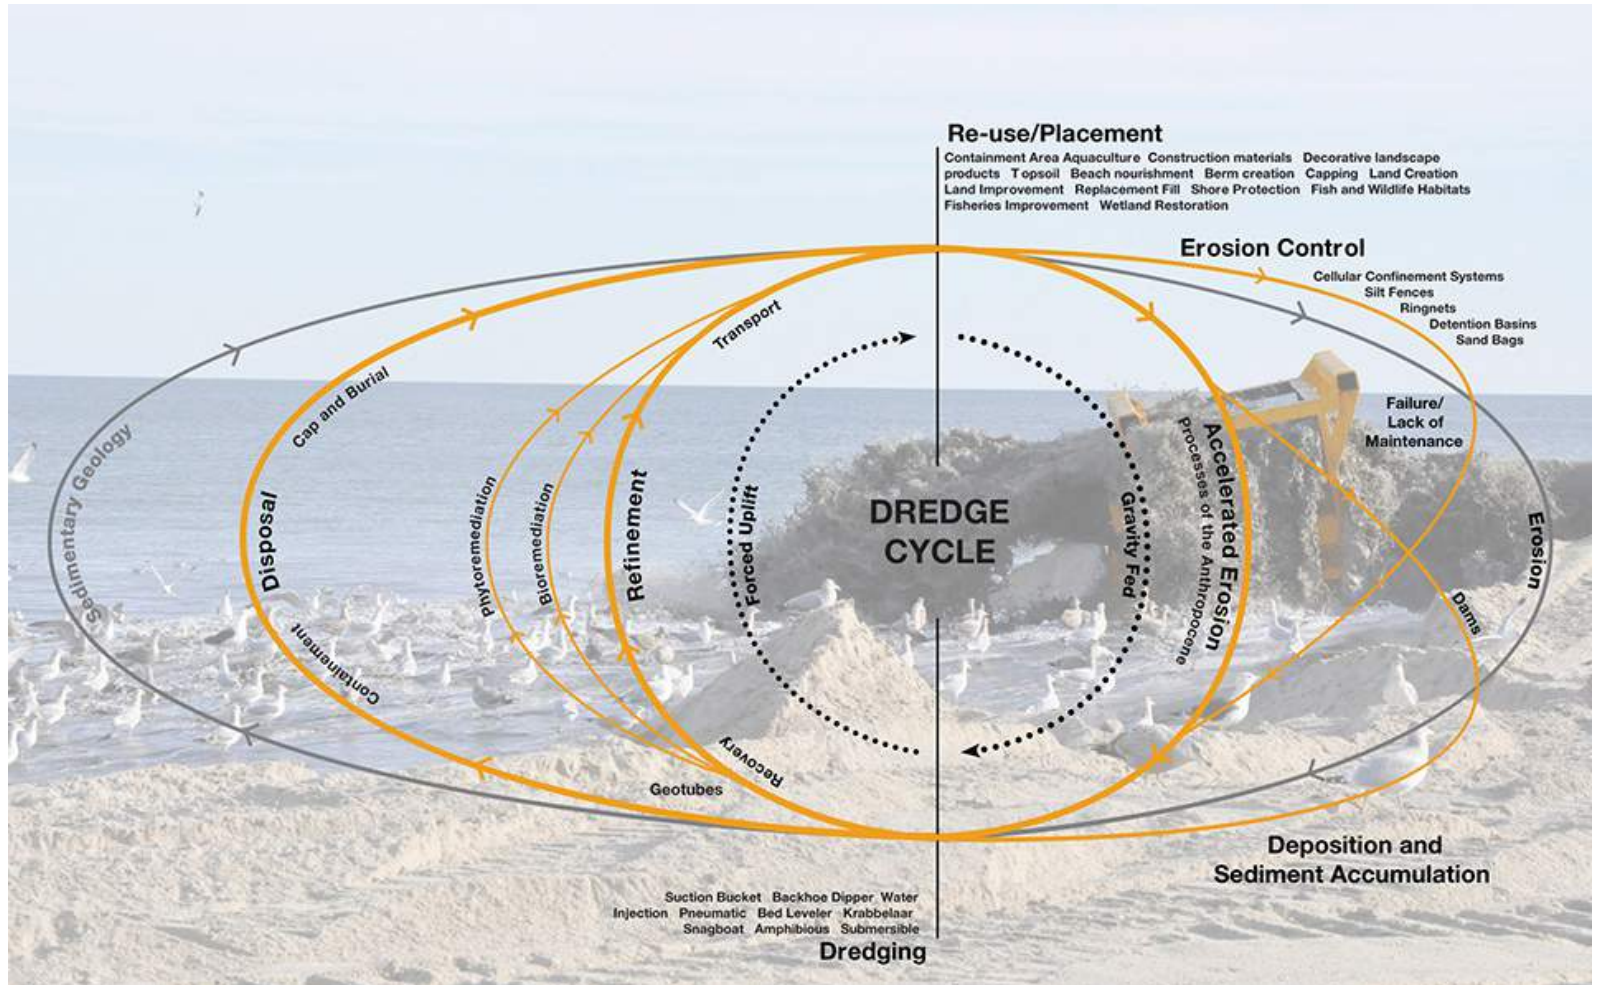 Re-use/Placement
Containment Area Aquaculture Construction materials Decorative landscape
products Topsoil Beach nourishment Berm creation Capping Land Creation
Land Improvement Replacement Fill Shore Protection Fish and Wildlife Habitats
Fisheries Improvement Wetland Restoration
Erosion Control
Cellular Confinement Systems
Silt Fences
Ringnets
Detention Basins
Sand Bags
Transport
Cap and Burial
Failure/
Lack of
Maintenance
Sedimentary Geology
Disposal
Phytoremediation
Bioremediation
Refinement
Forced Uplift
DREDGE
CYCLE
Gravity Fed
Processes of the Anthropocene
Accelerated Erosion
Erosion
Dams
Containement
Recovery
Geotubes
Deposition and
Sediment Accumulation
Suction Bucket Backhoe Dipper Water
Injection Pneumatic Bed Leveler Krabbelaar
Snagboat Amphibious Submersible
Dredging